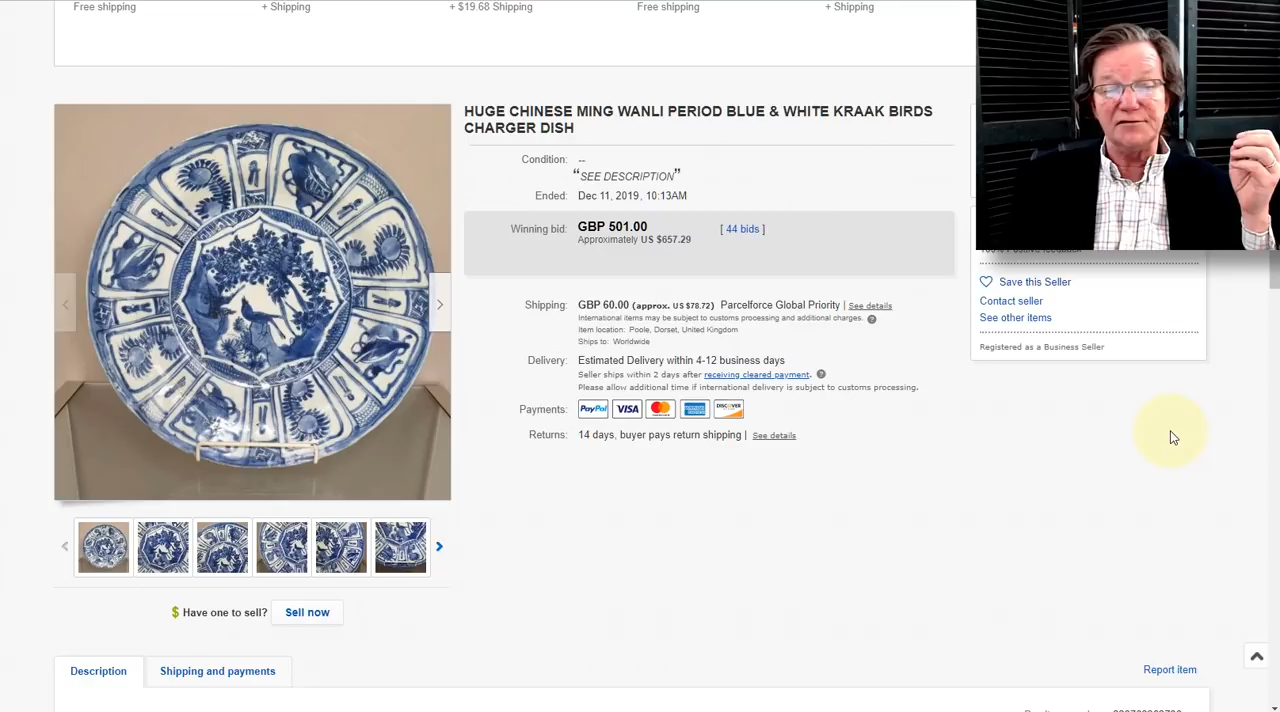 Free shipping
+ Shipping
+ $19.68 Shipping
Free shipping
+ Shipping
HUGE CHINESE MING WANLI PERIOD BLUE & WHITE KRAAK BIRDS
CHARGER DISH
Condition: --
“SEE DESCRIPTION”
Ended: Dec 11, 2019, 10:13AM
Winning bid: GBP 501.00 [ 44 bids ]
Approximately US $657.29
Shipping: GBP 60.00 (approx. US $78.72) Parcelforce Global Priority | See details
International items may be subject to customs processing and additional charges. ?
Item location: Poole, Dorset, United Kingdom
Ships to: Worldwide
Delivery: Estimated Delivery within 4-12 business days
Seller ships within 2 days after receiving cleared payment. ?
Please allow additional time if international delivery is subject to customs processing.
Payments: PayPal VISA DISCOVER
Returns: 14 days, buyer pays return shipping | See details
Save this Seller
Contact seller
See other items
Registered as a Business Seller
$ Have one to sell? Sell now
Description
Shipping and payments
Report item